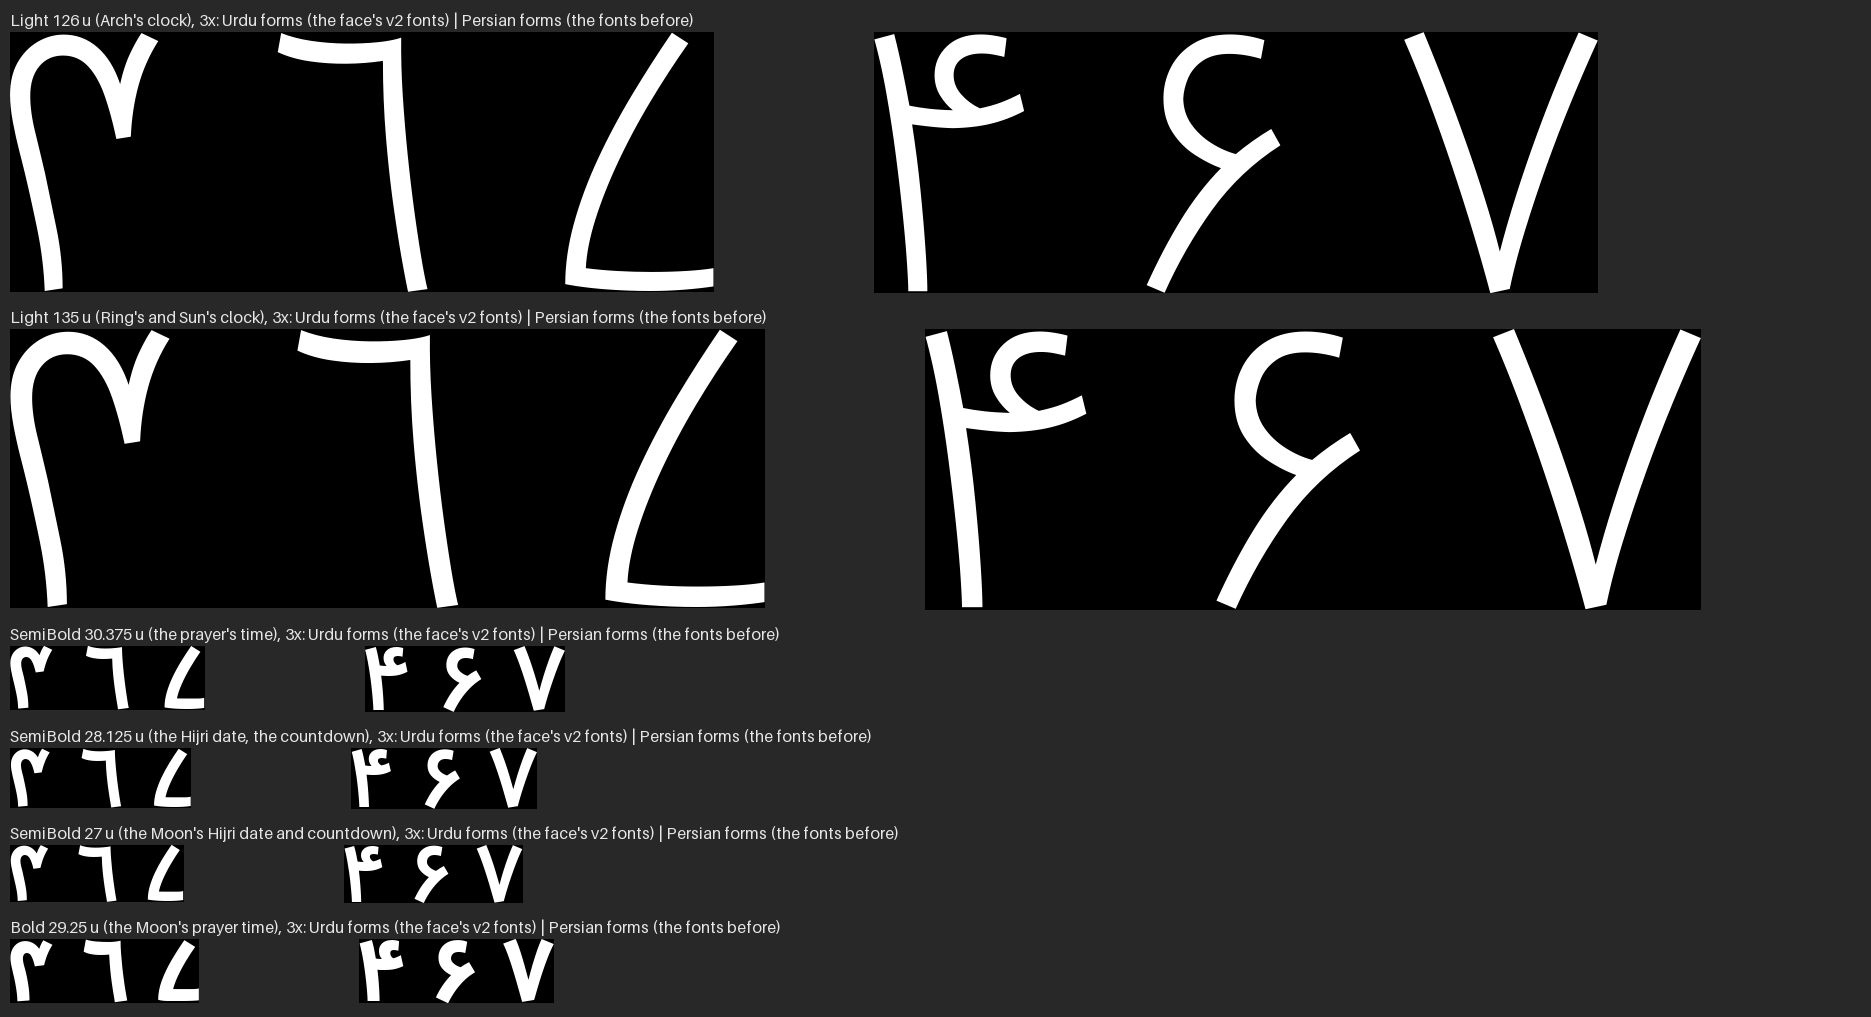 Light 126 u (Arch's clock), 3x: Urdu forms (the face's v2 fonts) | Persian forms (the fonts before)
۴ ۶ ۷ ۴ ۶ ۷
Light 135 u (Ring's and Sun's clock), 3x: Urdu forms (the face's v2 fonts) | Persian forms (the fonts before)
۴ ۶ ۷ ۴ ۶ ۷
SemiBold 30.375 u (the prayer's time), 3x: Urdu forms (the face's v2 fonts) | Persian forms (the fonts before)
۴ ۶ ۷ ۴ ۶ ۷
SemiBold 28.125 u (the Hijri date, the countdown), 3x: Urdu forms (the face's v2 fonts) | Persian forms (the fonts before)
۴ ۶ ۷ ۴ ۶ ۷
SemiBold 27 u (the Moon's Hijri date and countdown), 3x: Urdu forms (the face's v2 fonts) | Persian forms (the fonts before)
۴ ۶ ۷ ۴ ۶ ۷
Bold 29.25 u (the Moon's prayer time), 3x: Urdu forms (the face's v2 fonts) | Persian forms (the fonts before)
۴ ۶ ۷ ۴ ۶ ۷